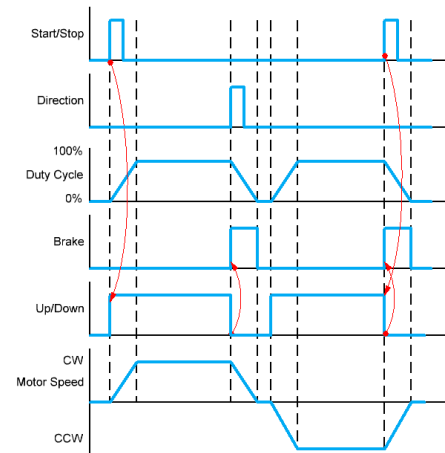 Start/Stop
Direction
100%
Duty Cycle
0%
Brake
Up/Down
CW
Motor Speed
CCW